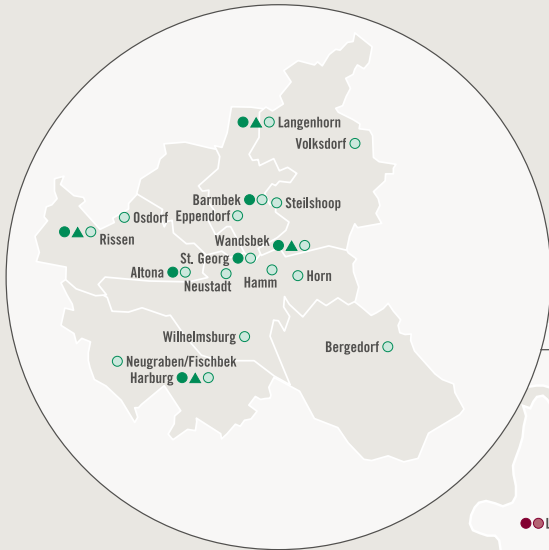 Langenhorn
Volksdorf
Barmbek
Steilshoop
Osdorf
Eppendorf
Rissen
Wandsbek
St. Georg
Altona
Neustadt
Hamm
Horn
Wilhelmsburg
Bergedorf
Neugraben/Fischbek
Harburg
L